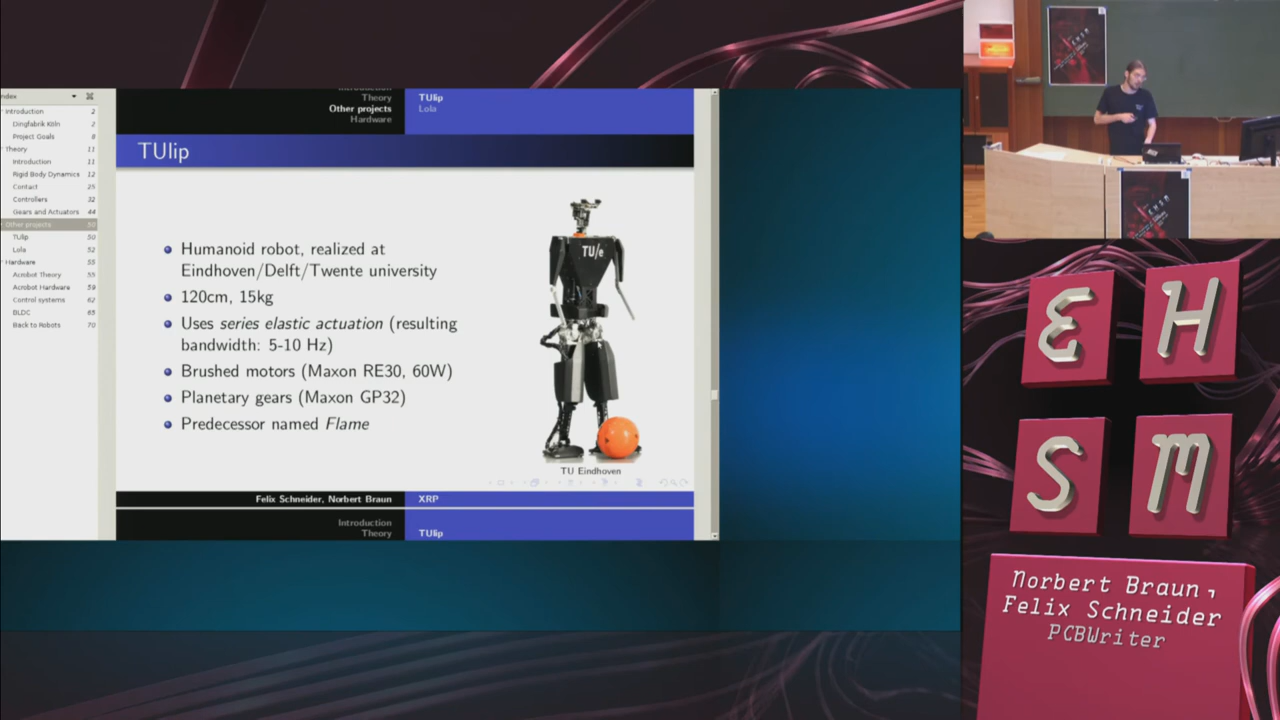 ndex
Introduction 2
Dingfabrik Köln 2
Project Goals 8
Theory 11
Introduction 11
Rigid Body Dynamics 12
Contact 25
Controllers 32
Gears and Actuators 44
Other projects 50
TUlip 50
Lola 52
Hardware 55
Acrobot Theory 55
Acrobot Hardware 59
Control systems 62
BLDC 65
Back to Robots 70
Introduction
Theory
Other projects
Hardware
TUlip
Lola
TUlip
Humanoid robot, realized at
Eindhoven/Delft/Twente university
120cm, 15kg
Uses series elastic actuation (resulting
bandwidth: 5-10 Hz)
Brushed motors (Maxon RE30, 60W)
Planetary gears (Maxon GP32)
Predecessor named Flame
TU/e
TU Eindhoven
Felix Schneider, Norbert Braun XRP
Introduction
Theory
TUlip
EH
SM
Norbert Braun,
Felix Schneider
PCBWriter